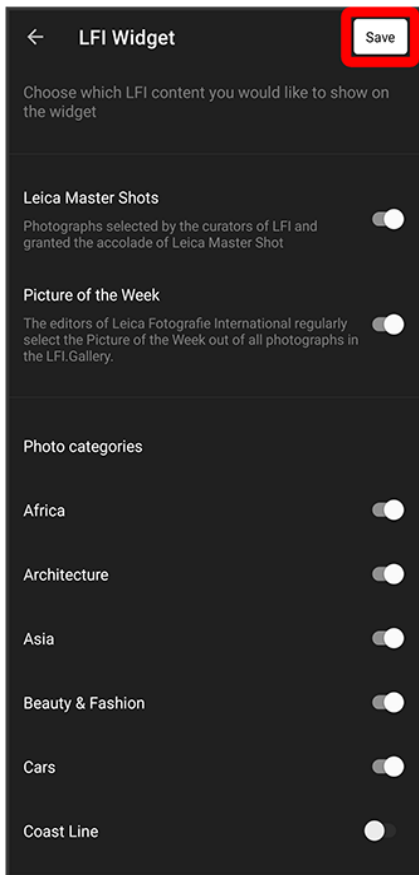 LFI Widget
Save
Choose which LFI content you would like to show on
the widget
Leica Master Shots
Photographs selected by the curators of LFI and
granted the accolade of Leica Master Shot
Picture of the Week
The editors of Leica Fotografie International regularly
select the Picture of the Week out of all photographs in
the LFI.Gallery.
Photo categories
Africa
Architecture
Asia
Beauty & Fashion
Cars
Coast Line